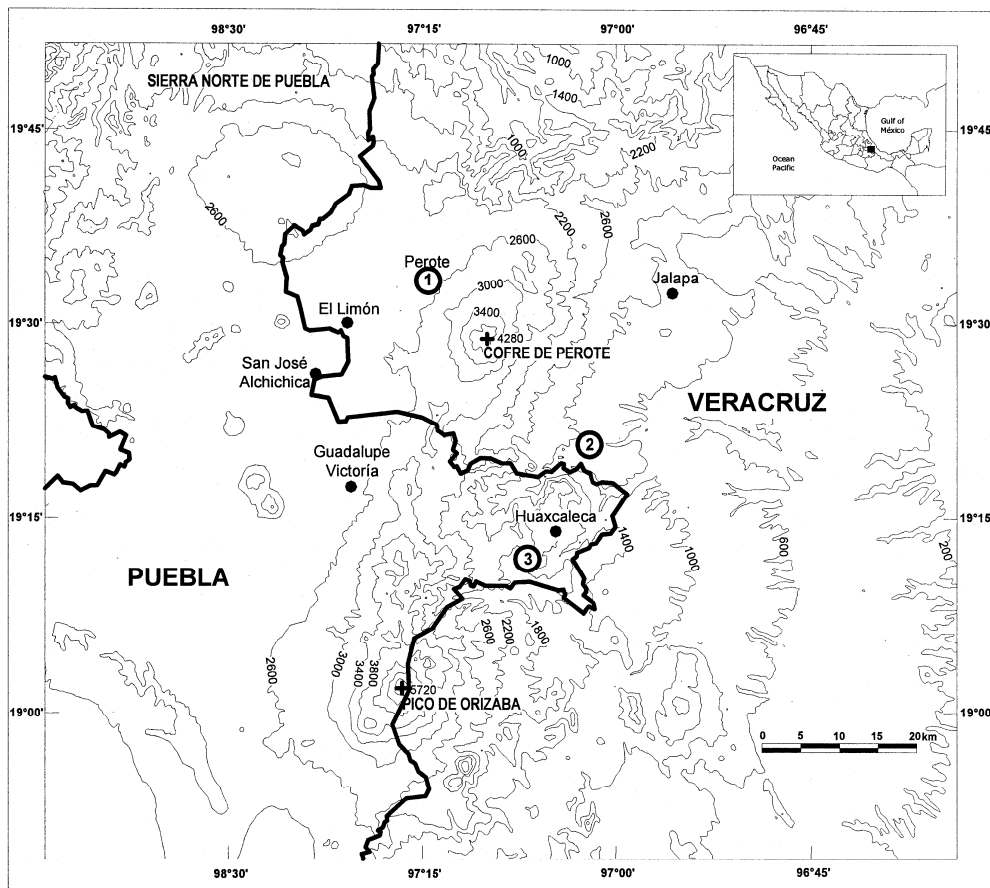 98°30'
97°15'
97°00'
96°45'
SIERRA NORTE DE PUEBLA
1000
1400
Gulf of
México
Ocean
Pacific
19°45'
19°45'
1000
2200
2600
2200
2600
2600
Perote
1
3000
Jalapa
3400
El Limón
19°30'
19°30'
4280
COFRE DE PEROTE
San José
Alchichica
VERACRUZ
2
Guadalupe
Victoría
19°15'
19°15'
Huaxcaleca
1400
1000
600
200
3
PUEBLA
1800
2200
2600
2600
3000
3400
3800
5720
PICO DE ORIZABA
19°00'
19°00'
0 5 10 15 20 km
98°30'
97°15'
97°00'
96°45'